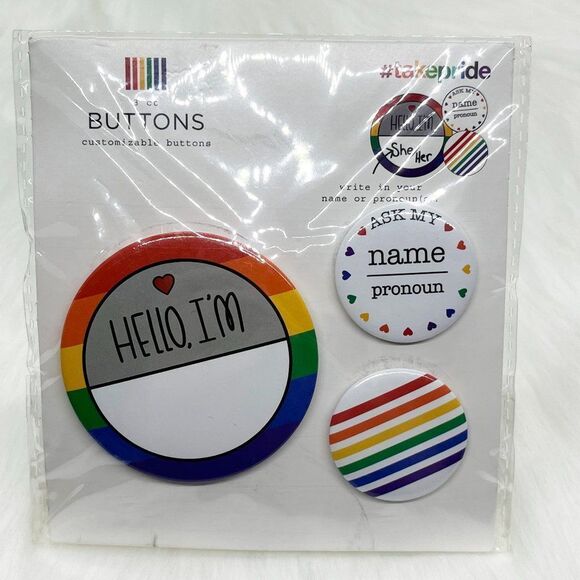 3 CC
BUTTONS
customizable buttons
#takepride
HELLO, I'M
She
Her
ASK MY
name
pronoun
write in your
name or pronoun(s)
HELLO, I'M
ASK MY
name
pronoun